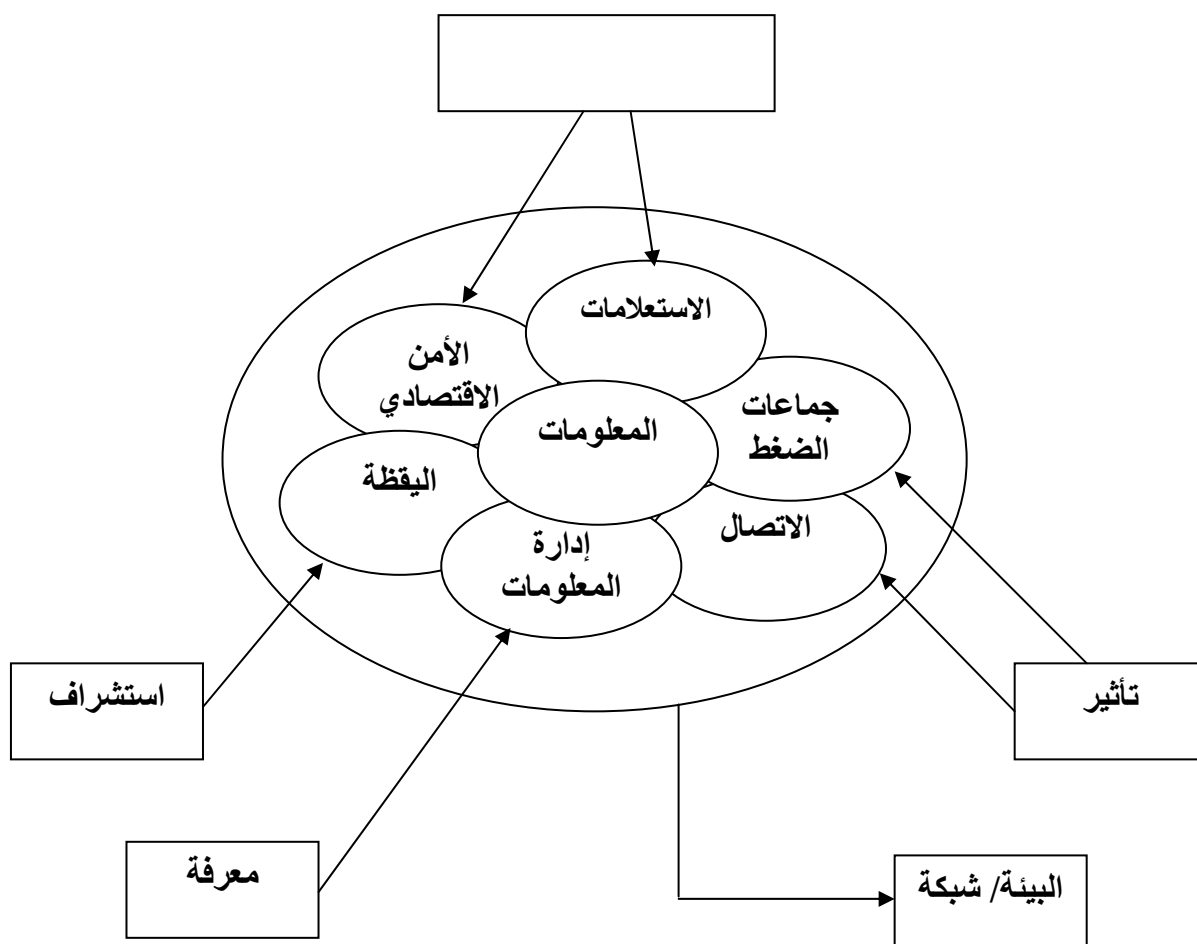 الاستعلامات
الأمن
الاقتصادي
جماعات
الضغط
المعلومات
اليقظة
الاتصال
إدارة
المعلومات
استشراف
تأثير
معرفة
البيئة/ شبكة